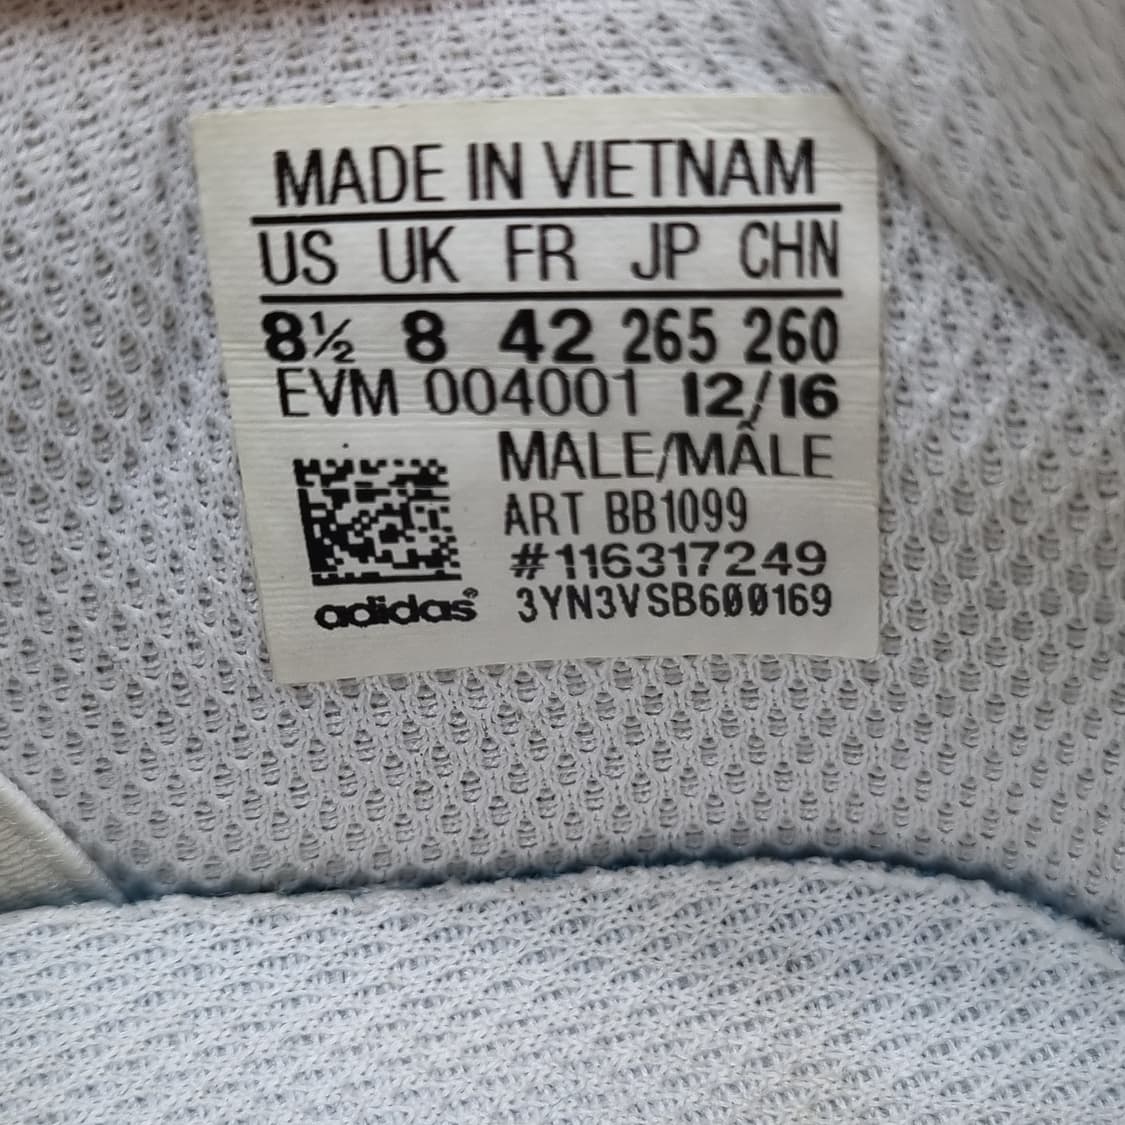 MADE IN VIETNAM
US UK FR JP CHN
8½ 8 42 265 260
EVM 004001 12/16
MALE/MÂLE
ART BB1099
#116317249
adidas® 3YN3VSB600169